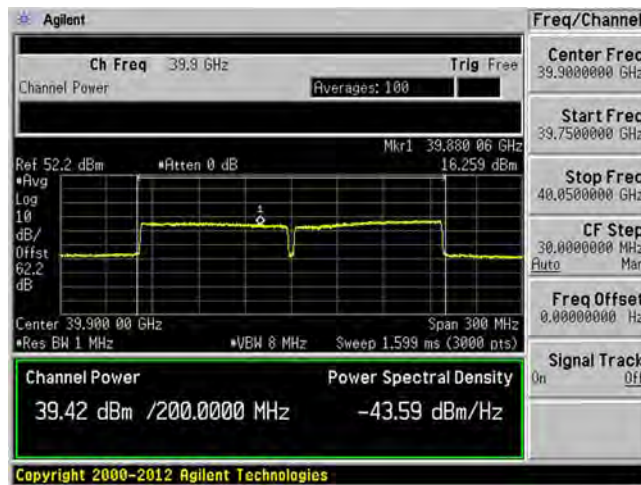 Agilent
Freq/Channel
Ch Freq 39.9 GHz Trig Free
Channel Power Averages: 100
Center Freq
39.9000000 GHz
Start Freq
39.7500000 GHz
Stop Freq
40.0500000 GHz
CF Step
30.0000000 MHz
Auto Man
Freq Offset
0.00000000 Hz
Signal Track
On Off
Mkr1 39.880 06 GHz
Ref 52.2 dBm #Atten 0 dB 16.259 dBm
#Avg
Log
10
dB/
Offst
62.2
dB
1
Center 39.900 00 GHz Span 300 MHz
#Res BW 1 MHz #VBW 8 MHz Sweep 1.599 ms (3000 pts)
Channel Power Power Spectral Density
39.42 dBm /200.0000 MHz -43.59 dBm/Hz
Copyright 2000-2012 Agilent Technologies